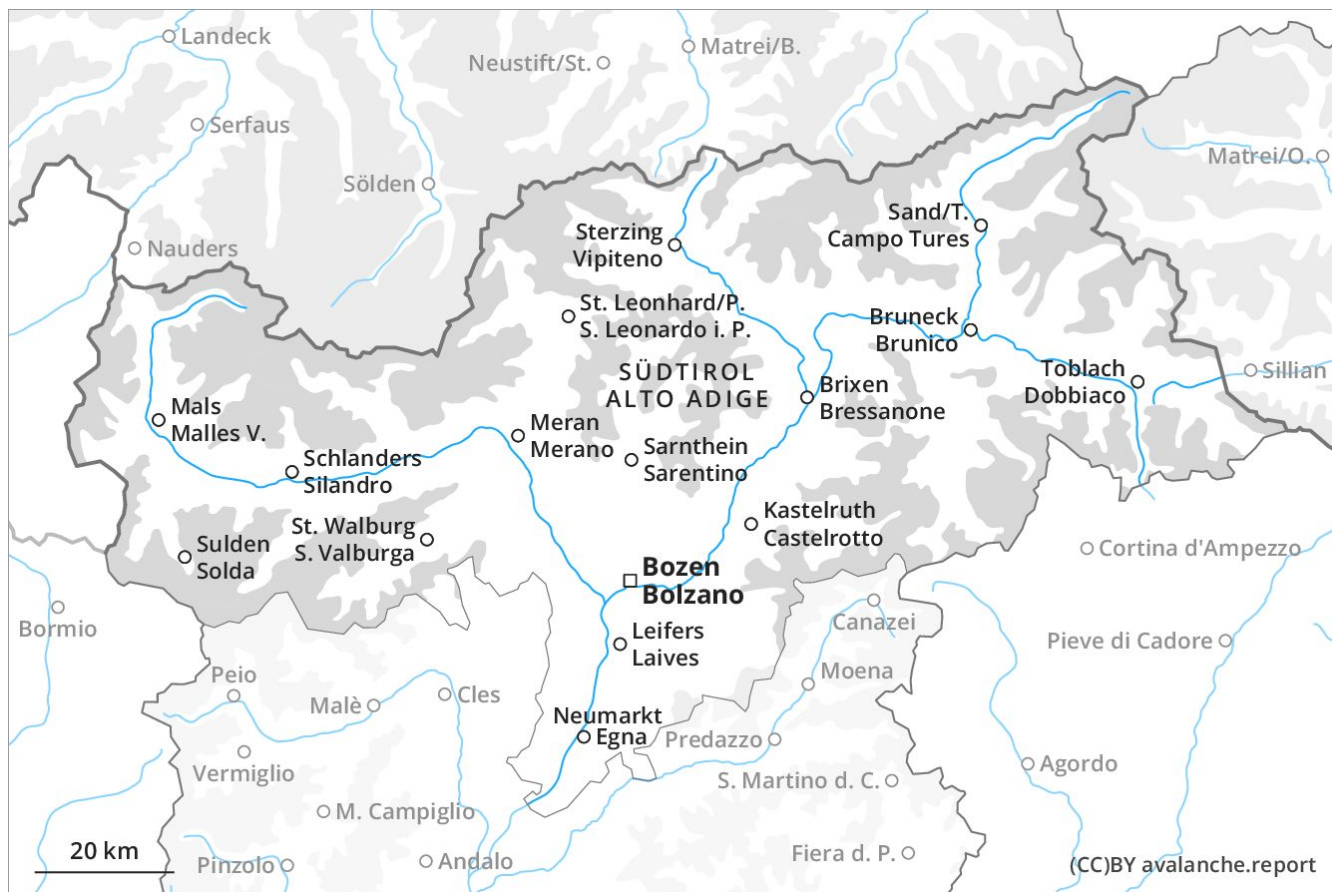 Landeck
Matrei/B.
Neustift/St.
Serfaus
Matrei/O.
Sölden
Sand/T.
Campo Tures
Sterzing
Vipiteno
Nauders
St. Leonhard/P.
S. Leonardo i. P.
Bruneck
Brunico
SÜDTIROL
ALTO ADIGE
Toblach
Dobbiaco
Sillian
Brixen
Bressanone
Mals
Malles V.
Meran
Merano
Sarnthein
Sarentino
Schlanders
Silandro
Kastelruth
Castelrotto
St. Walburg
S. Valburga
Sulden
Solda
Cortina d'Ampezzo
Bozen
Bolzano
Bormio
Canazei
Leifers
Laives
Pieve di Cadore
Peio
Moena
Malè
Cles
Neumarkt
Egna
Predazzo
Vermiglio
Agordo
S. Martino d. C.
M. Campiglio
20 km
Pinzolo
Andalo
Fiera d. P.
(CC)BY avalanche.report